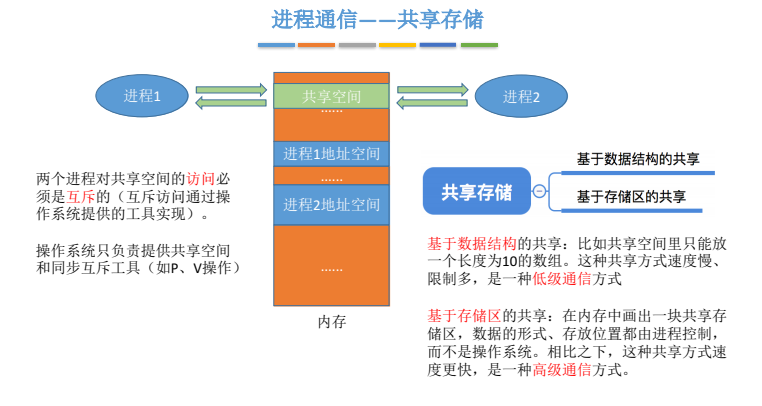 进程通信——共享存储
进程1
共享空间
进程2
......
进程1地址空间
......
进程2地址空间
......
内存
两个进程对共享空间的访问必
须是互斥的（互斥访问通过操
作系统提供的工具实现）。
操作系统只负责提供共享空间
和同步互斥工具（如P、V操作）
共享存储
基于数据结构的共享
基于存储区的共享
基于数据结构的共享：比如共享空间里只能放
一个长度为10的数组。这种共享方式速度慢、
限制多，是一种低级通信方式
基于存储区的共享：在内存中画出一块共享存
储区，数据的形式、存放位置都由进程控制，
而不是操作系统。相比之下，这种共享方式速
度更快，是一种高级通信方式。